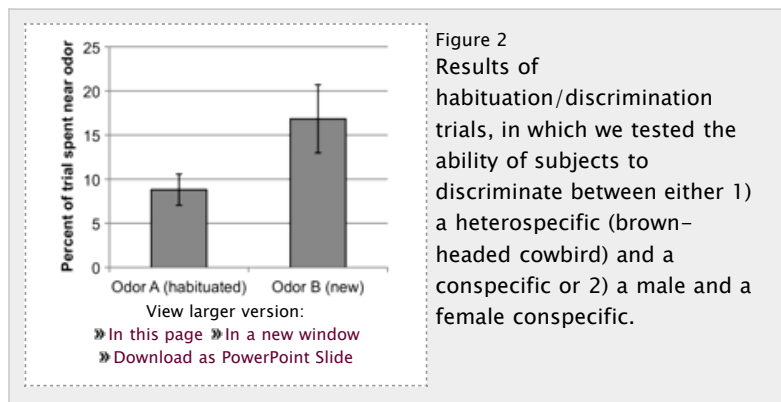 25
20
15
10
5
0
Percent of trial spent near odor
Odor A (habituated) Odor B (new)
View larger version:
» In this page » In a new window
» Download as PowerPoint Slide
Figure 2
Results of
habituation/discrimination
trials, in which we tested the
ability of subjects to
discriminate between either 1)
a heterospecific (brown-
headed cowbird) and a
conspecific or 2) a male and a
female conspecific.